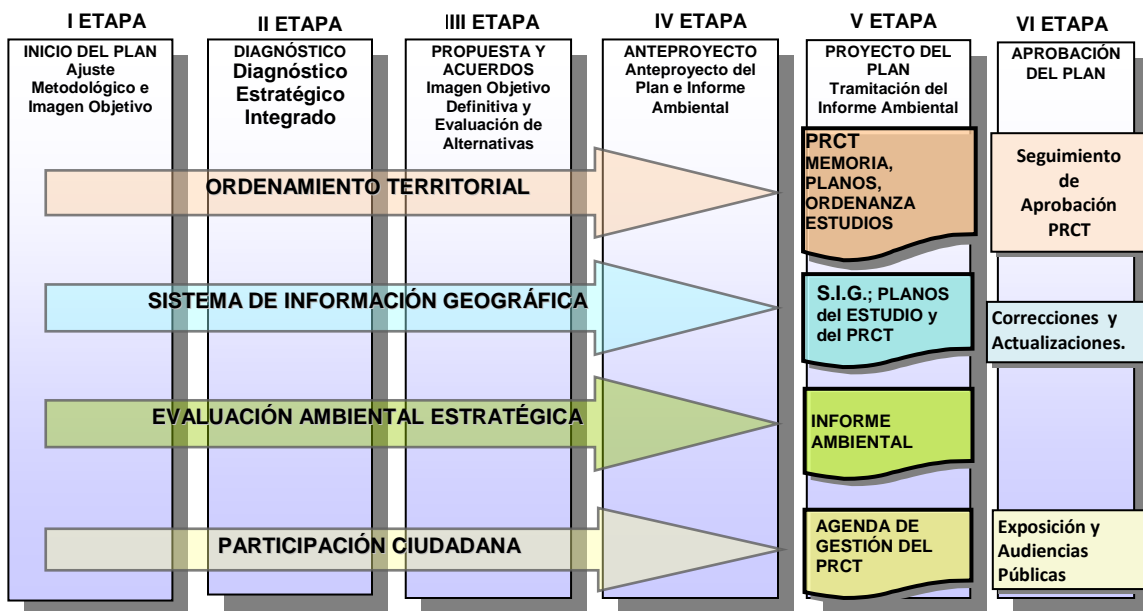 I ETAPA
INICIO DEL PLAN
Ajuste
Metodológico e
Imagen Objetivo
II ETAPA
DIAGNÓSTICO
Diagnóstico
Estratégico
Integrado
IIII ETAPA
PROPUESTA Y
ACUERDOS
Imagen Objetivo
Definitiva y
Evaluación de
Alternativas
IV ETAPA
ANTEPROYECTO
Anteproyecto del
Plan e Informe
Ambiental
V ETAPA
PROYECTO DEL
PLAN
Tramitación del
Informe Ambiental
VI ETAPA
APROBACIÓN
DEL PLAN
ORDENAMIENTO TERRITORIAL
PRCT
MEMORIA,
PLANOS,
ORDENANZA
ESTUDIOS
Seguimiento
de
Aprobación
PRCT
SISTEMA DE INFORMACIÓN GEOGRÁFICA
S.I.G.; PLANOS
del ESTUDIO y
del PRCT
Correcciones y
Actualizaciones.
EVALUACIÓN AMBIENTAL ESTRATÉGICA
INFORME
AMBIENTAL
PARTICIPACIÓN CIUDADANA
AGENDA DE
GESTIÓN DEL
PRCT
Exposición y
Audiencias
Públicas